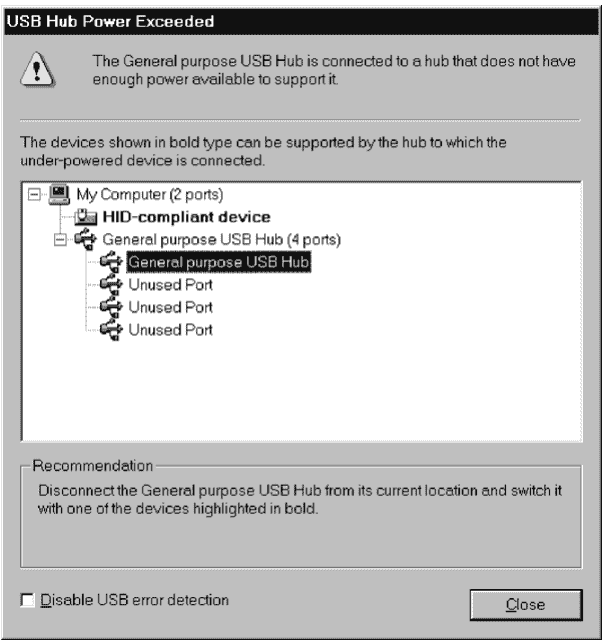 USB Hub Power Exceeded
The General purpose USB Hub is connected to a hub that does not have
enough power available to support it.
The devices shown in bold type can be supported by the hub to which the
under-powered device is connected.
My Computer (2 ports)
HID-compliant device
General purpose USB Hub (4 ports)
General purpose USB Hub
Unused Port
Unused Port
Unused Port
Recommendation
Disconnect the General purpose USB Hub from its current location and switch it
with one of the devices highlighted in bold.
Disable USB error detection
Close